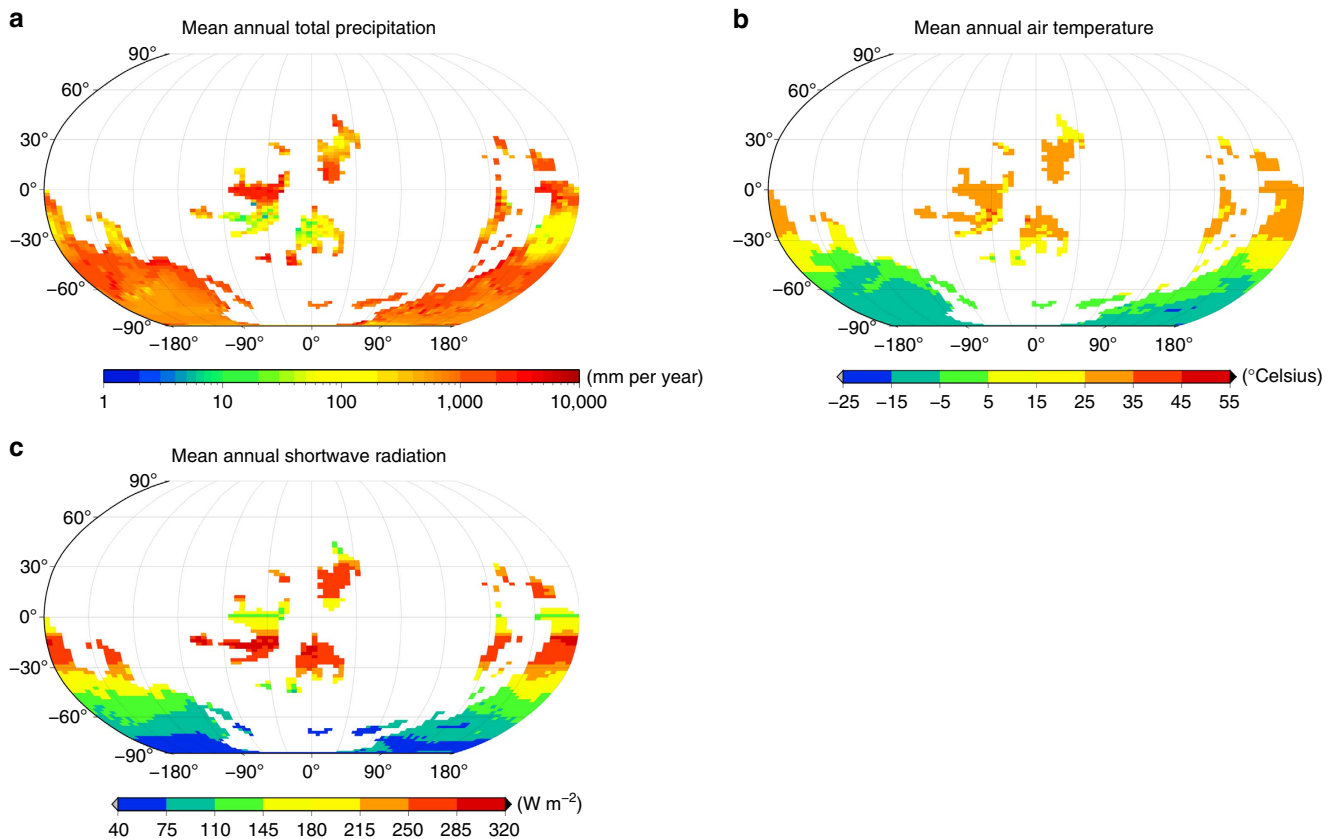 a
Mean annual total precipitation
90°
60°
30°
0°
−30°
−60°
−90°
−180° −90° 0° 90° 180°
1 10 100 1,000 10,000 (mm per year)
b
Mean annual air temperature
90°
60°
30°
0°
−30°
−60°
−90°
−180° −90° 0° 90° 180°
−25 −15 −5 5 15 25 35 45 55 (°Celsius)
c
Mean annual shortwave radiation
90°
60°
30°
0°
−30°
−60°
−90°
−180° −90° 0° 90° 180°
40 75 110 145 180 215 250 285 320 (W m⁻²)